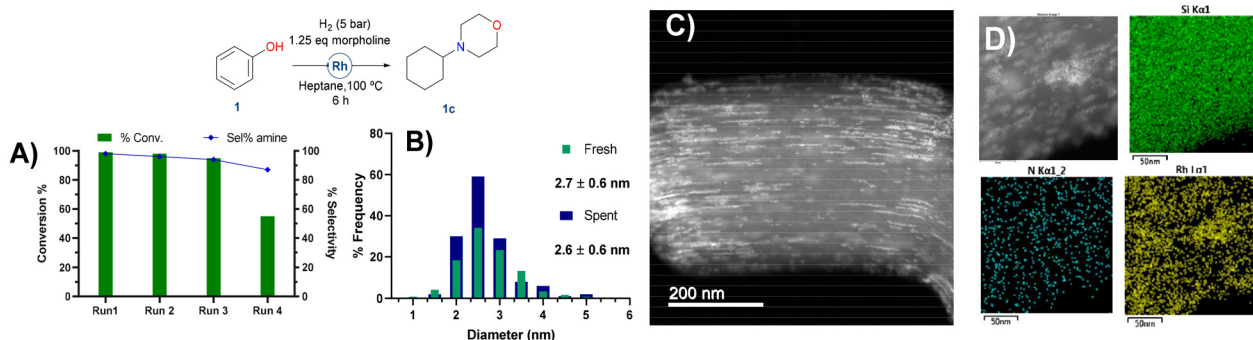 H2 (5 bar)
1.25 eq morpholine
Rh
Heptane,100 ºC
6 h
OH
1
N
O
1c
A)
% Conv.
Sel% amine
Conversion %
100
80
60
40
20
0
% Selectivity
100
80
60
40
20
0
Run1
Run 2
Run 3
Run 4
B)
% Frequency
80
60
40
20
0
Fresh
2.7 ± 0.6 nm
Spent
2.6 ± 0.6 nm
1 2 3 4 5 6
Diameter (nm)
C)
200 nm
D)
Si Kα1
50nm
N Kα1_2
50nm
Rh Lα1
50nm